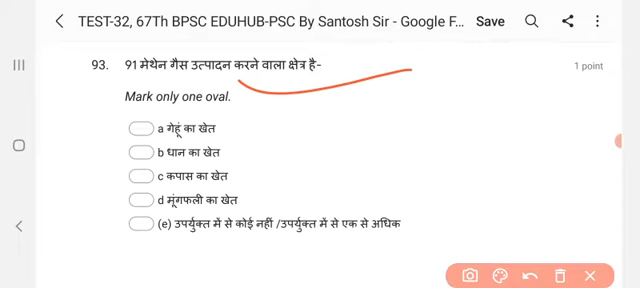 TEST-32, 67Th BPSC EDUHUB-PSC By Santosh Sir - Google F... Save
93. 91 मेथेन गैस उत्पादन करने वाला क्षेत्र है- 1 point
Mark only one oval.
a गेहूं का खेत
b धान का खेत
c कपास का खेत
d मूंगफली का खेत
(e) उपर्युक्त में से कोई नहीं /उपर्युक्त में से एक से अधिक